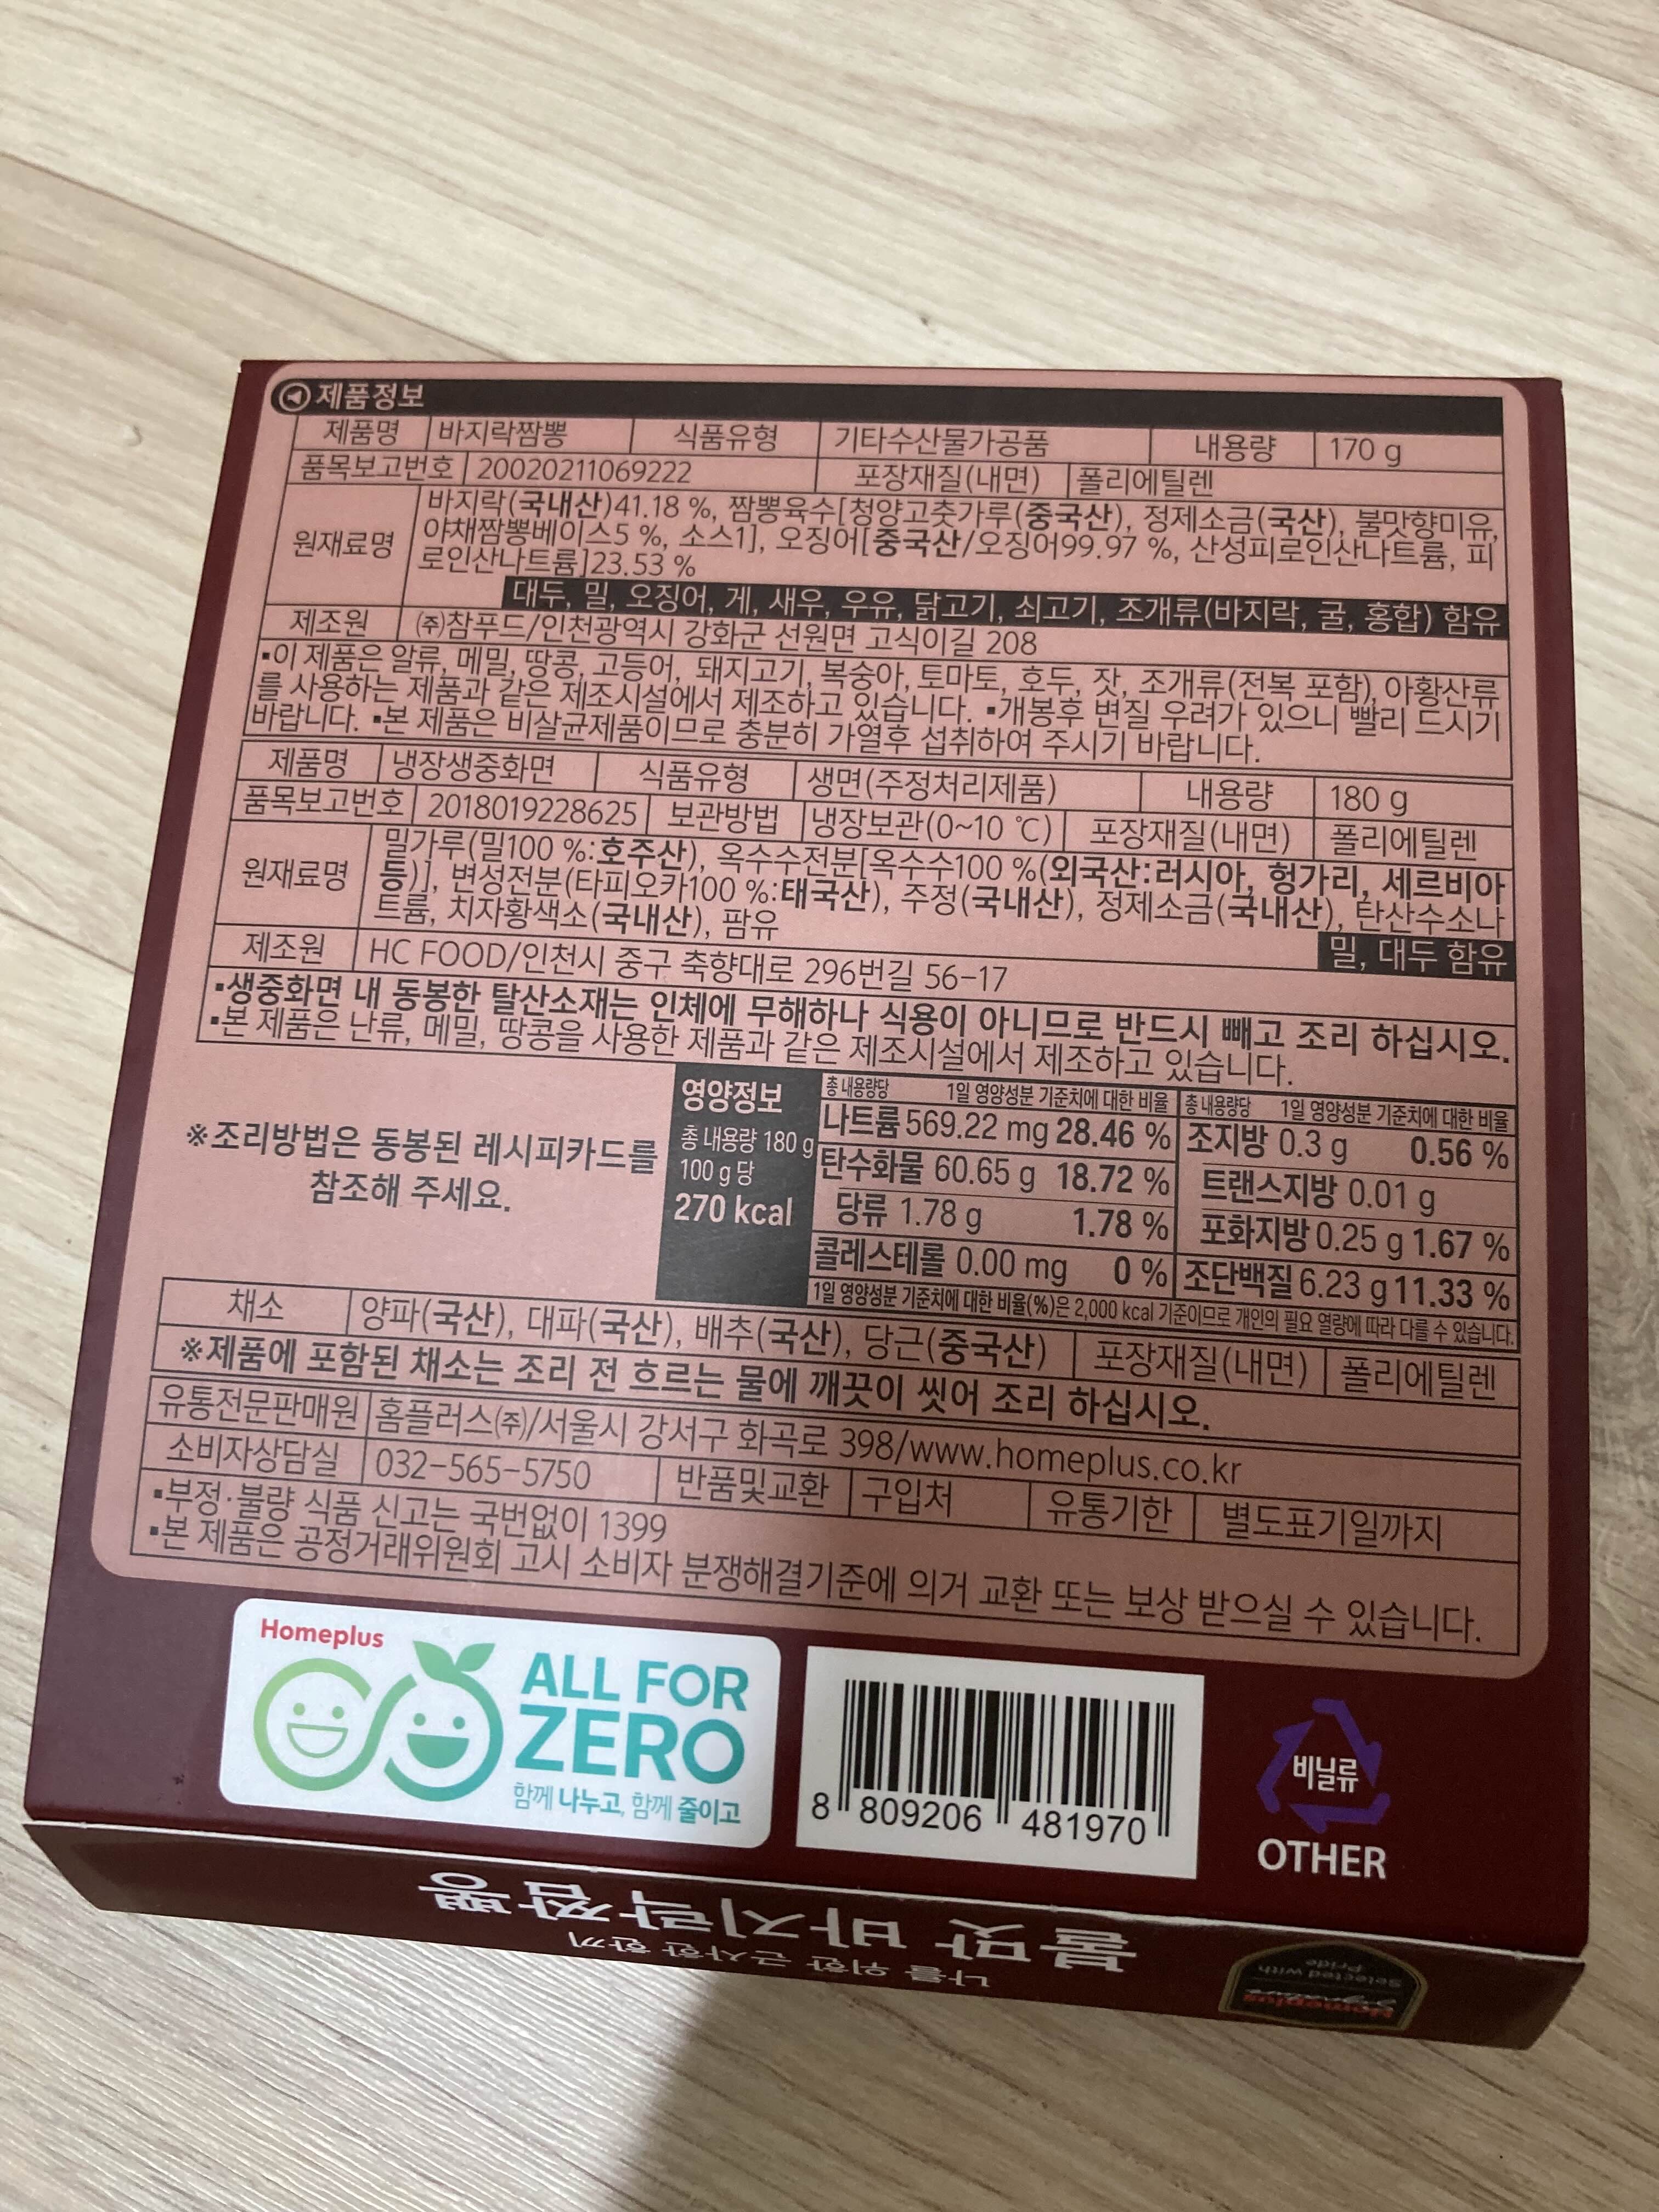 제품정보
제품명 바지락짬뽕 식품유형 기타수산물가공품 내용량 170 g
품목보고번호 20020211069222 포장재질(내면) 폴리에틸렌
원재료명 바지락(국내산)41.18 %, 짬뽕육수[청양고춧가루(중국산), 정제소금(국산), 불맛향미유,
야채짬뽕베이스5 %, 소스1], 오징어[중국산/오징어99.97 %, 산성피로인산나트륨, 피
로인산나트륨]23.53 %
대두, 밀, 오징어, 게, 새우, 우유, 닭고기, 쇠고기, 조개류(바지락, 굴, 홍합) 함유
제조원 ㈜참푸드/인천광역시 강화군 선원면 고식이길 208
▪이 제품은 알류, 메밀, 땅콩, 고등어, 돼지고기, 복숭아, 토마토, 호두, 잣, 조개류(전복 포함), 아황산류
를 사용하는 제품과 같은 제조시설에서 제조하고 있습니다. ▪개봉후 변질 우려가 있으니 빨리 드시기
바랍니다. ▪본 제품은 비살균제품이므로 충분히 가열후 섭취하여 주시기 바랍니다.
제품명 냉장생중화면 식품유형 생면(주정처리제품) 내용량 180 g
품목보고번호 2018019228625 보관방법 냉장보관(0~10 ℃) 포장재질(내면) 폴리에틸렌
원재료명 밀가루(밀100 %:호주산), 옥수수전분[옥수수100 %(외국산:러시아, 헝가리, 세르비아
등)], 변성전분(타피오카100 %:태국산), 주정(국내산), 정제소금(국내산), 탄산수소나
트륨, 치자황색소(국내산), 팜유
밀, 대두 함유
제조원 HC FOOD/인천시 중구 축항대로 296번길 56-17
▪생중화면 내 동봉한 탈산소재는 인체에 무해하나 식용이 아니므로 반드시 빼고 조리 하십시오.
▪본 제품은 난류, 메밀, 땅콩을 사용한 제품과 같은 제조시설에서 제조하고 있습니다.
※조리방법은 동봉된 레시피카드를
참조해 주세요.
영양정보
총 내용량 180 g
100 g 당
270 kcal
총 내용량당 1일 영양성분 기준치에 대한 비율 총 내용량당 1일 영양성분 기준치에 대한 비율
나트륨 569.22 mg 28.46 % 조지방 0.3 g 0.56 %
탄수화물 60.65 g 18.72 % 트랜스지방 0.01 g
당류 1.78 g 1.78 % 포화지방 0.25 g 1.67 %
콜레스테롤 0.00 mg 0 % 조단백질 6.23 g 11.33 %
1일 영양성분 기준치에 대한 비율(%)은 2,000 kcal 기준이므로 개인의 필요 열량에 따라 다를 수 있습니다.
채소 양파(국산), 대파(국산), 배추(국산), 당근(중국산) 포장재질(내면) 폴리에틸렌
※제품에 포함된 채소는 조리 전 흐르는 물에 깨끗이 씻어 조리 하십시오.
유통전문판매원 홈플러스㈜/서울시 강서구 화곡로 398/www.homeplus.co.kr
소비자상담실 032-565-5750 반품및교환 구입처 유통기한 별도표기일까지
▪부정·불량 식품 신고는 국번없이 1399
▪본 제품은 공정거래위원회 고시 소비자 분쟁해결기준에 의거 교환 또는 보상 받으실 수 있습니다.
Homeplus
ALL FOR
ZERO
함께 나누고, 함께 줄이고
8 809206 481970
비닐류
OTHER
나를 위한 근사한 한끼
불맛 바지락짬뽕
Homeplus
Signature
Selected with
Pride